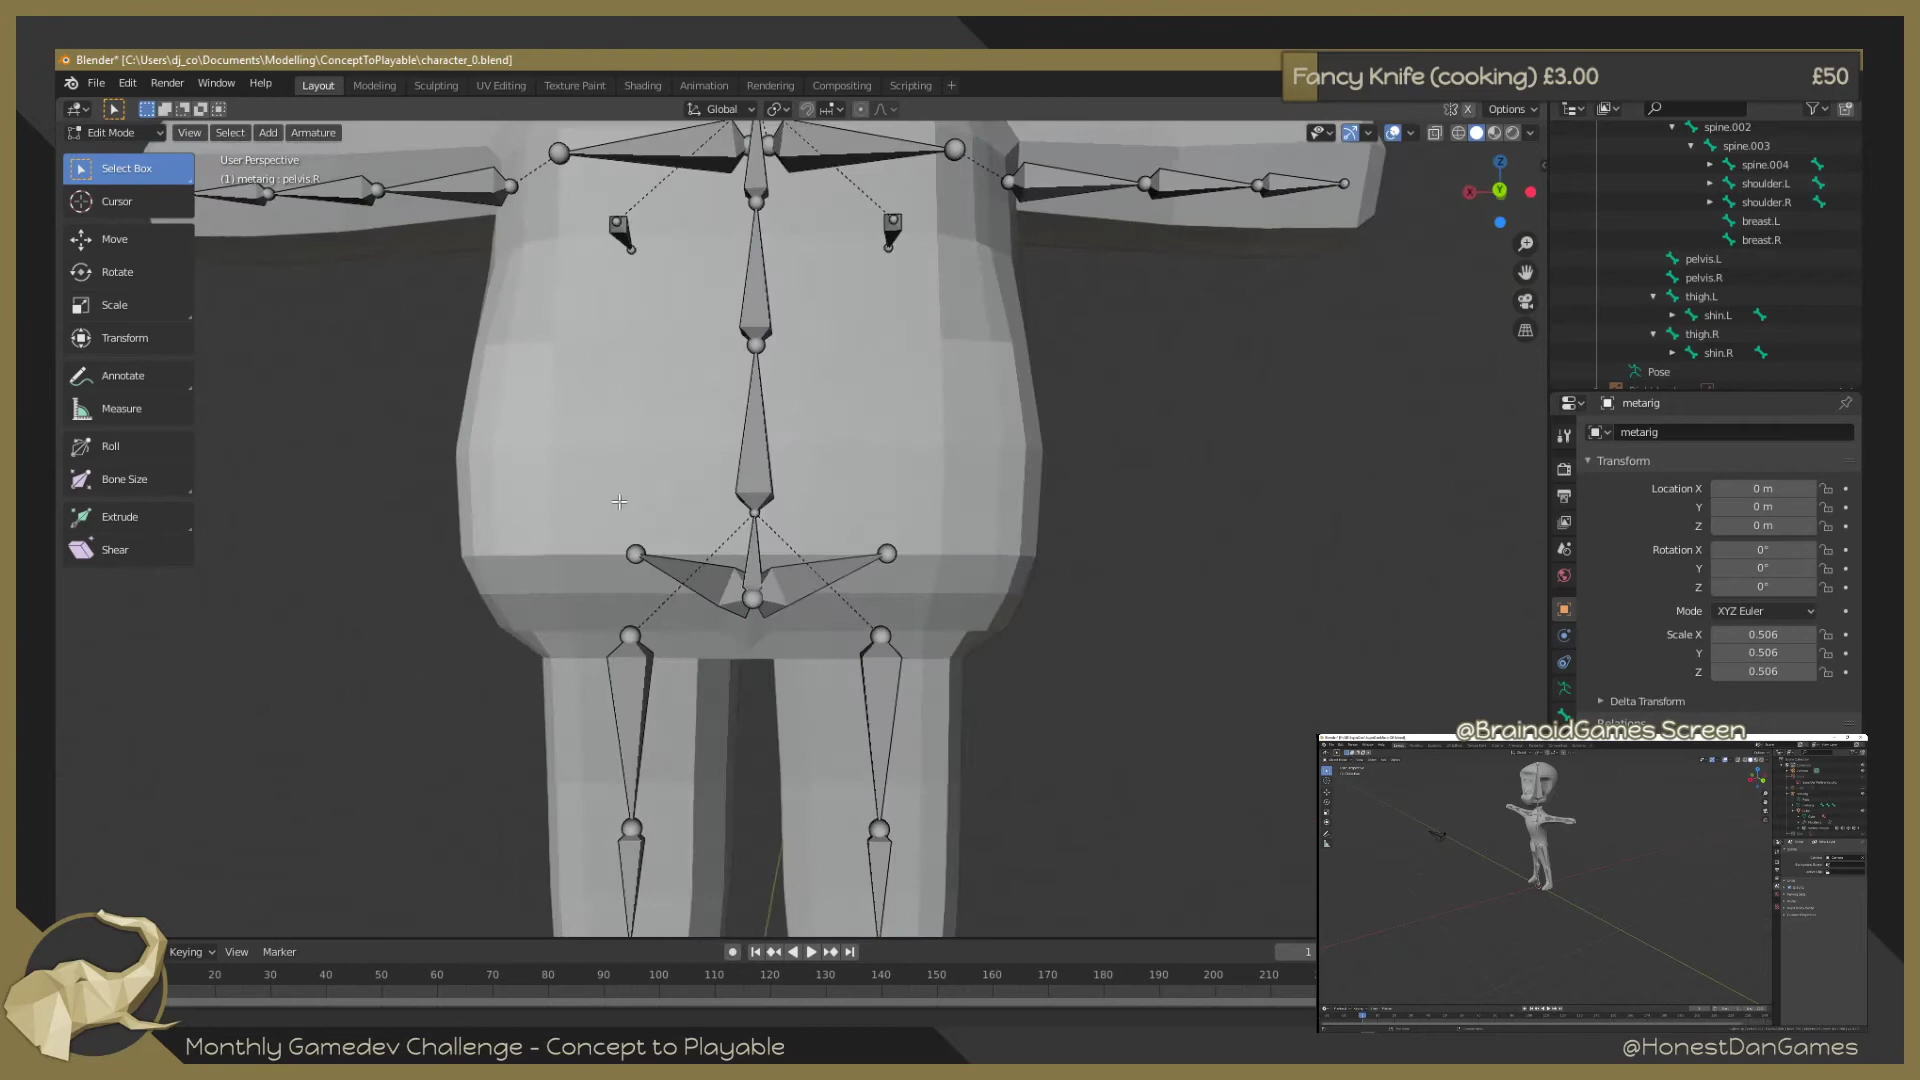 Blender* [C:\Users\dj_co\Documents\Modelling\ConceptToPlayable\character_0.blend]
Fancy Knife (cooking) £3.00 £50
File Edit Render Window Help Layout Modeling Sculpting UV Editing Texture Paint Shading Animation Rendering Compositing Scripting +
Global Options
Edit Mode View Select Add Armature
User Perspective
(1) metarig : pelvis.R
Select Box
Cursor
Move
Rotate
Scale
Transform
Annotate
Measure
Roll
Bone Size
Extrude
Shear
Z
Y
X
spine.002
spine.003
spine.004
shoulder.L
shoulder.R
breast.L
breast.R
pelvis.L
pelvis.R
thigh.L
shin.L
thigh.R
shin.R
Pose
metarig
metarig
Transform
Location X 0 m
Y 0 m
Z 0 m
Rotation X 0°
Y 0°
Z 0°
Mode XYZ Euler
Scale X 0.506
Y 0.506
Z 0.506
Delta Transform
Relations
@BrainoidGames Screen
Keying View Marker 1
20 30 40 50 60 70 80 90 100 110 120 130 140 150 160 170 180 190 200 210
Monthly Gamedev Challenge - Concept to Playable
@HonestDanGames